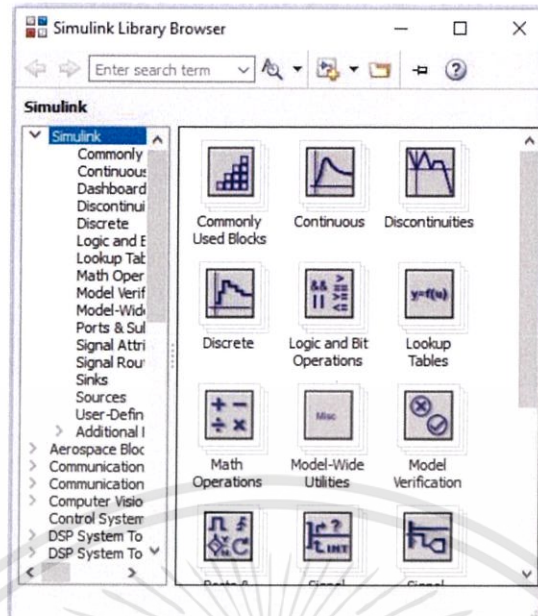 Simulink Library Browser
Enter search term
Simulink
Simulink
Commonly
Continuous
Dashboard
Discontinui
Discrete
Logic and B
Lookup Tab
Math Oper
Model Verif
Model-Wide
Ports & Sul
Signal Attri
Signal Rou
Sinks
Sources
User-Defin
Additional I
Aerospace Bloc
Communication
Communication
Computer Visio
Control System
DSP System To
DSP System To
Commonly Used Blocks
Continuous
Discontinuities
Discrete
&& > ==
|| >= <=
Logic and Bit Operations
y=f(u)
Lookup Tables
+ −
÷ ×
Math Operations
Misc
Model-Wide Utilities
Model Verification
?
INT